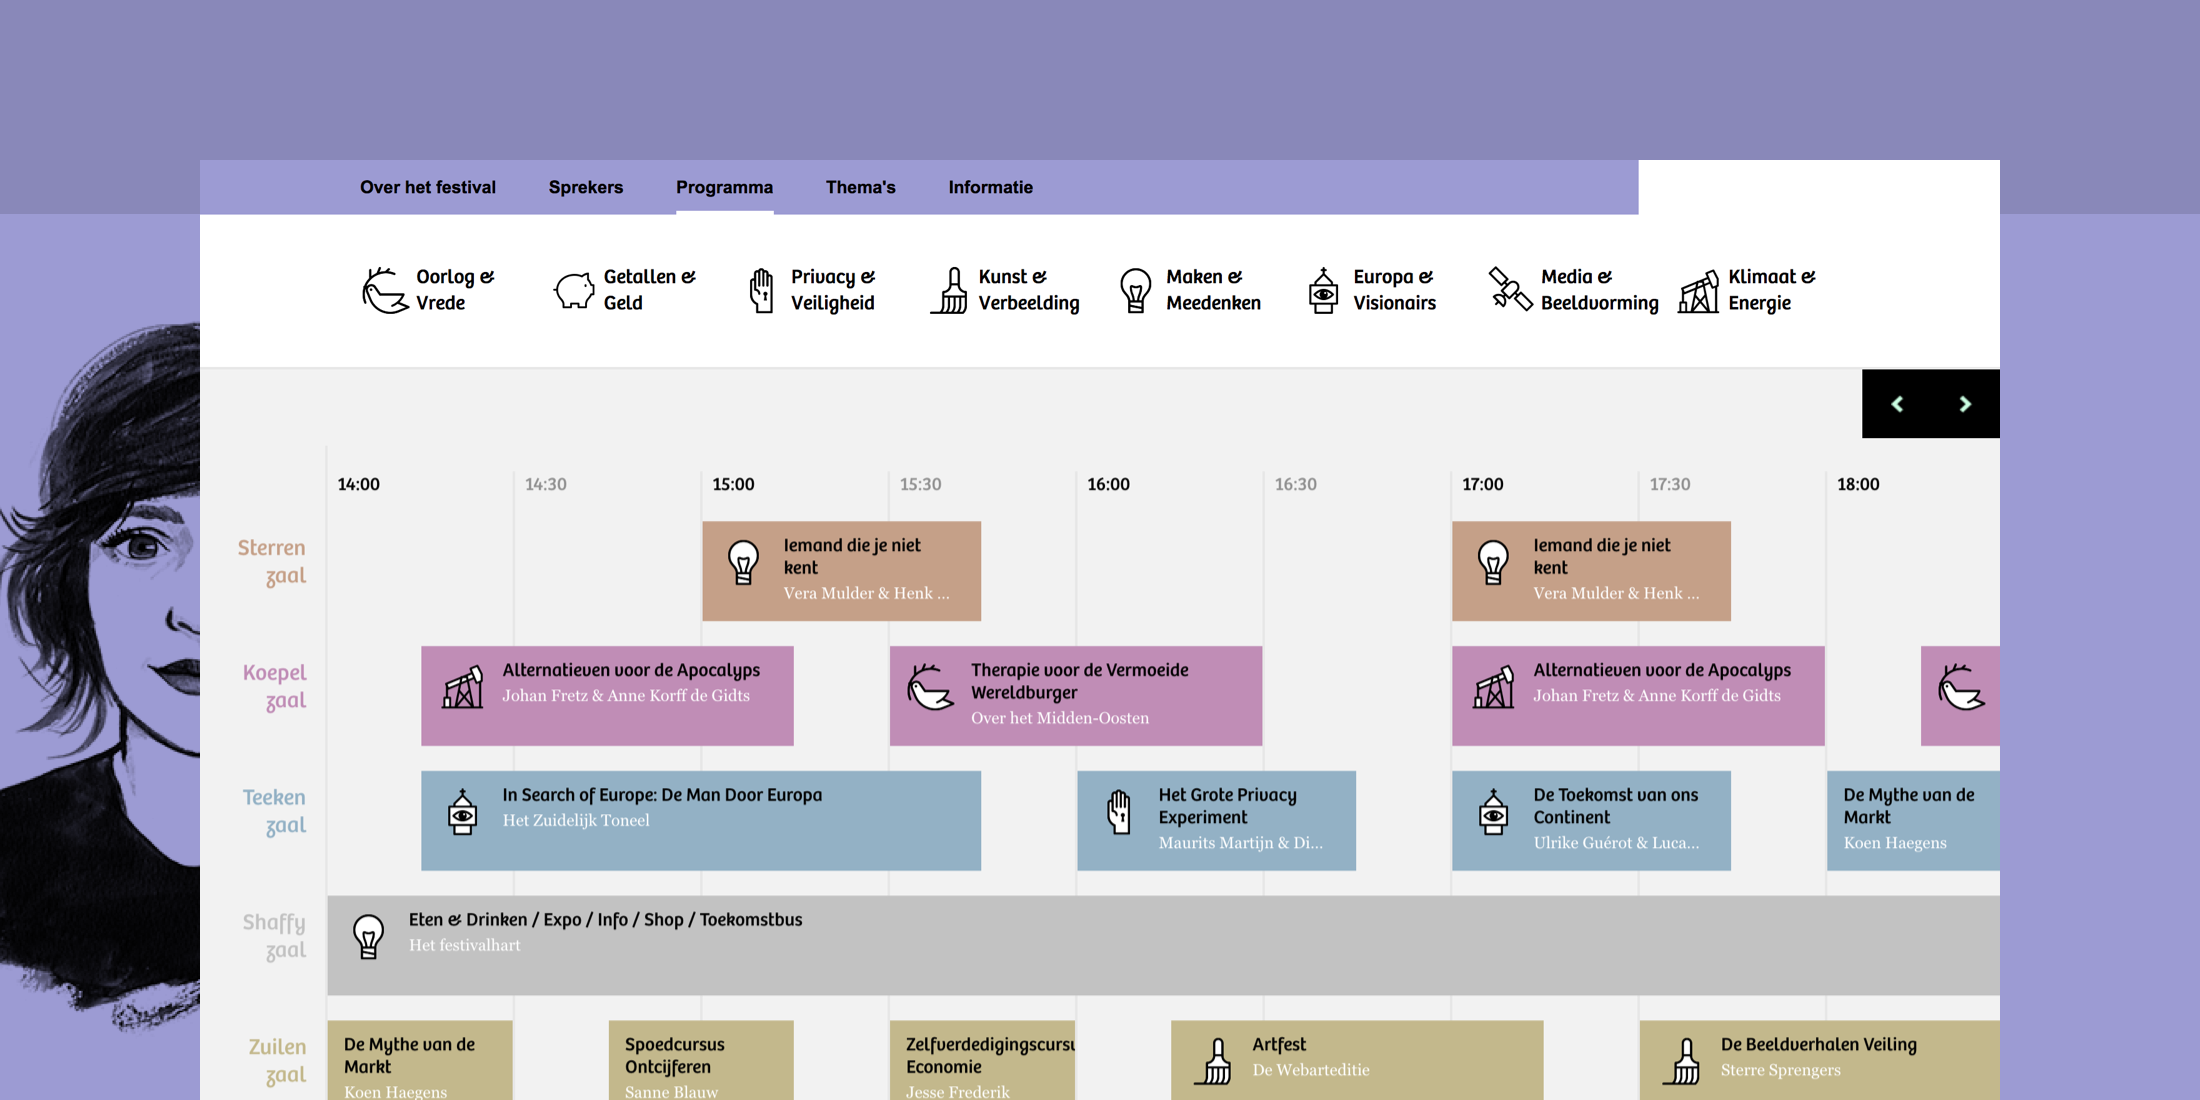 Over het festival Sprekers Programma Thema's Informatie
Oorlog &
Vrede
Getallen &
Geld
Privacy &
Veiligheid
Kunst &
Verbeelding
Maken &
Meedenken
Europa &
Visionairs
Media &
Beeldvorming
Klimaat &
Energie
14:00 14:30 15:00 15:30 16:00 16:30 17:00 17:30 18:00
Sterren
zaal
Iemand die je niet
kent
Vera Mulder & Henk ...
Iemand die je niet
kent
Vera Mulder & Henk ...
Koepel
zaal
Alternatieven voor de Apocalyps
Johan Fretz & Anne Korff de Gidts
Therapie voor de Vermoeide
Wereldburger
Over het Midden-Oosten
Alternatieven voor de Apocalyps
Johan Fretz & Anne Korff de Gidts
Teeken
zaal
In Search of Europe: De Man Door Europa
Het Zuidelijk Toneel
Het Grote Privacy
Experiment
Maurits Martijn & Di...
De Toekomst van ons
Continent
Ulrike Guérot & Luca...
De Mythe van de
Markt
Koen Haegens
Shaffy
zaal
Eten & Drinken / Expo / Info / Shop / Toekomstbus
Het festivalhart
Zuilen
zaal
De Mythe van de
Markt
Koen Haegens
Spoedcursus
Ontcijferen
Sanne Blauw
Zelfverdedigingscursu
Economie
Jesse Frederik
Artfest
De Webarteditie
De Beeldverhalen Veiling
Sterre Sprengers